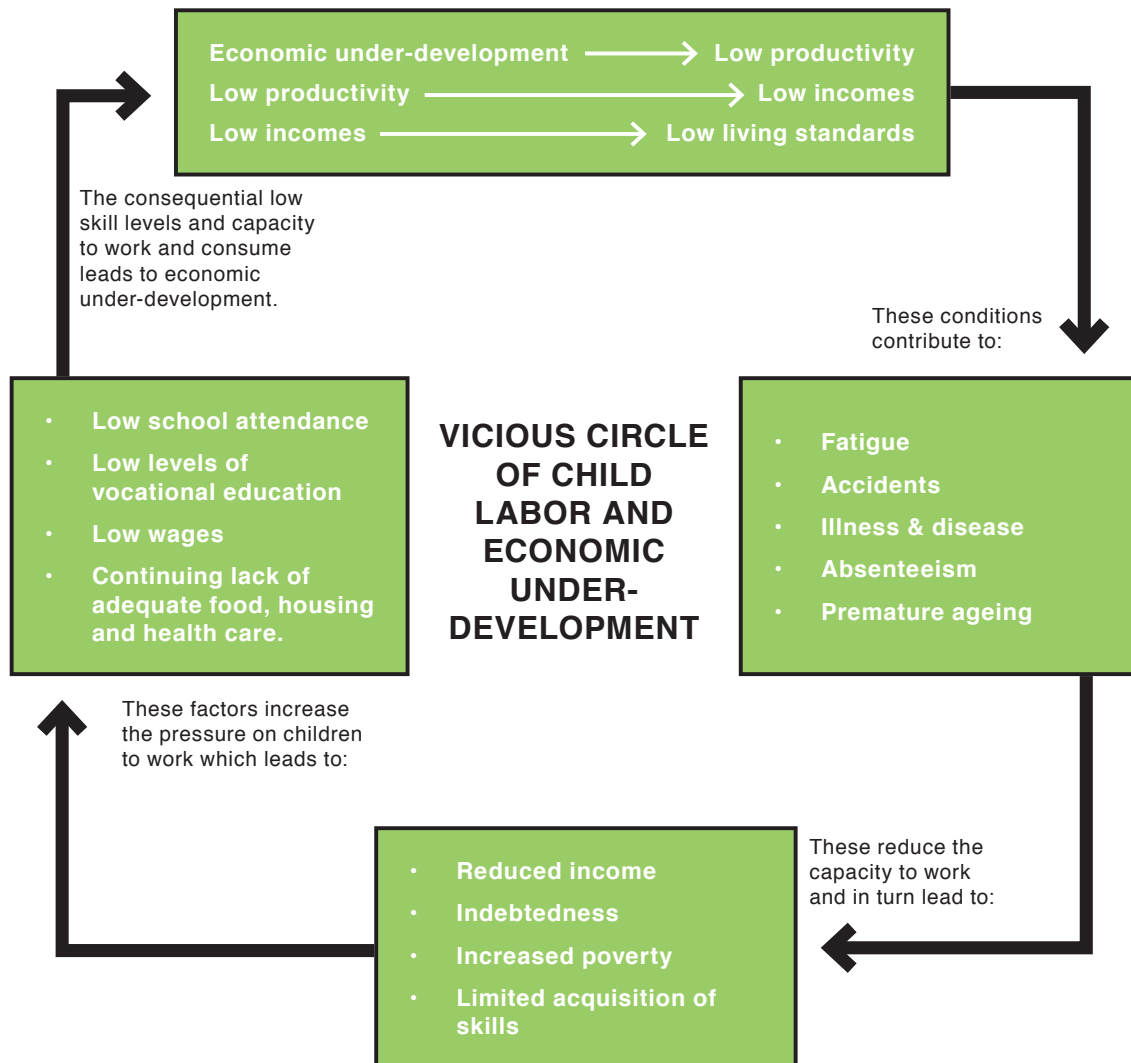 Economic under-development → Low productivity
Low productivity → Low incomes
Low incomes → Low living standards
The consequential low
skill levels and capacity
to work and consume
leads to economic
under-development.
These conditions
contribute to:
• Low school attendance
• Low levels of
vocational education
• Low wages
• Continuing lack of
adequate food, housing
and health care.
VICIOUS CIRCLE
OF CHILD
LABOR AND
ECONOMIC
UNDER-
DEVELOPMENT
• Fatigue
• Accidents
• Illness & disease
• Absenteeism
• Premature ageing
These factors increase
the pressure on children
to work which leads to:
These reduce the
capacity to work
and in turn lead to:
• Reduced income
• Indebtedness
• Increased poverty
• Limited acquisition of
skills